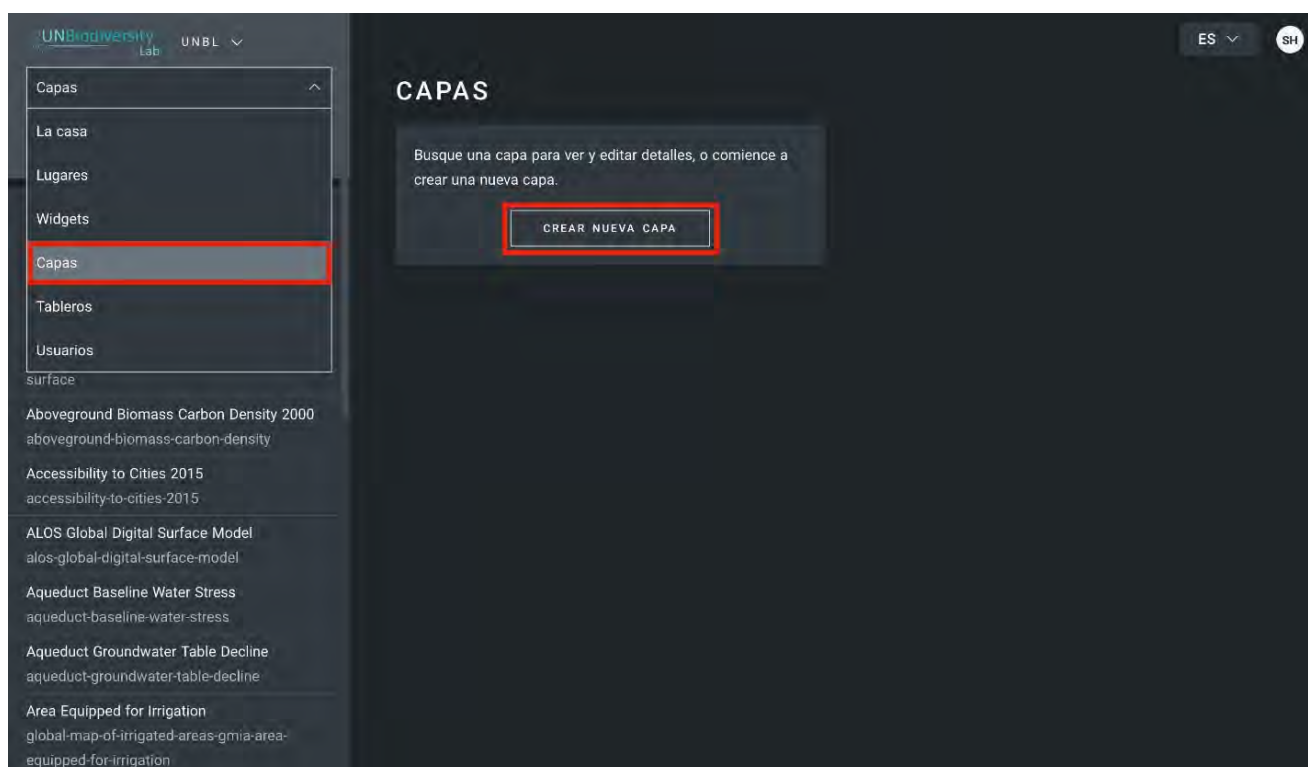 UNBiodiversity
Lab
UNBL
ES
SH
Capas
La casa
Lugares
Widgets
Capas
Tableros
Usuarios
surface
Aboveground Biomass Carbon Density 2000
aboveground-biomass-carbon-density
Accessibility to Cities 2015
accessibility-to-cities-2015
ALOS Global Digital Surface Model
alos-global-digital-surface-model
Aqueduct Baseline Water Stress
aqueduct-baseline-water-stress
Aqueduct Groundwater Table Decline
aqueduct-groundwater-table-decline
Area Equipped for Irrigation
global-map-of-irrigated-areas-gmia-area-
equipped-for-irrigation
CAPAS
Busque una capa para ver y editar detalles, o comience a
crear una nueva capa.
CREAR NUEVA CAPA